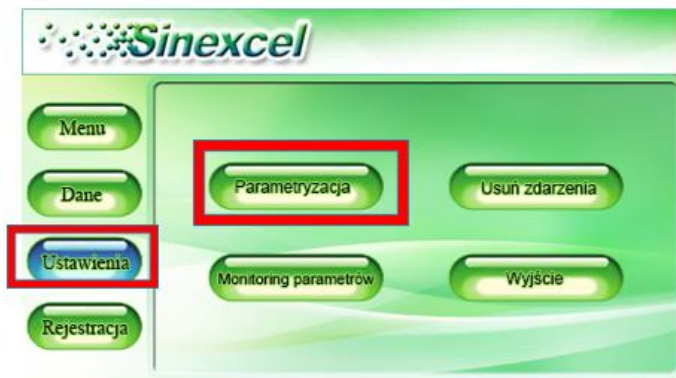 Sinexcel
Menu
Dane
Ustawienia
Rejestracja
Parametryzacja
Usuń zdarzenia
Monitoring parametrów
Wyjście